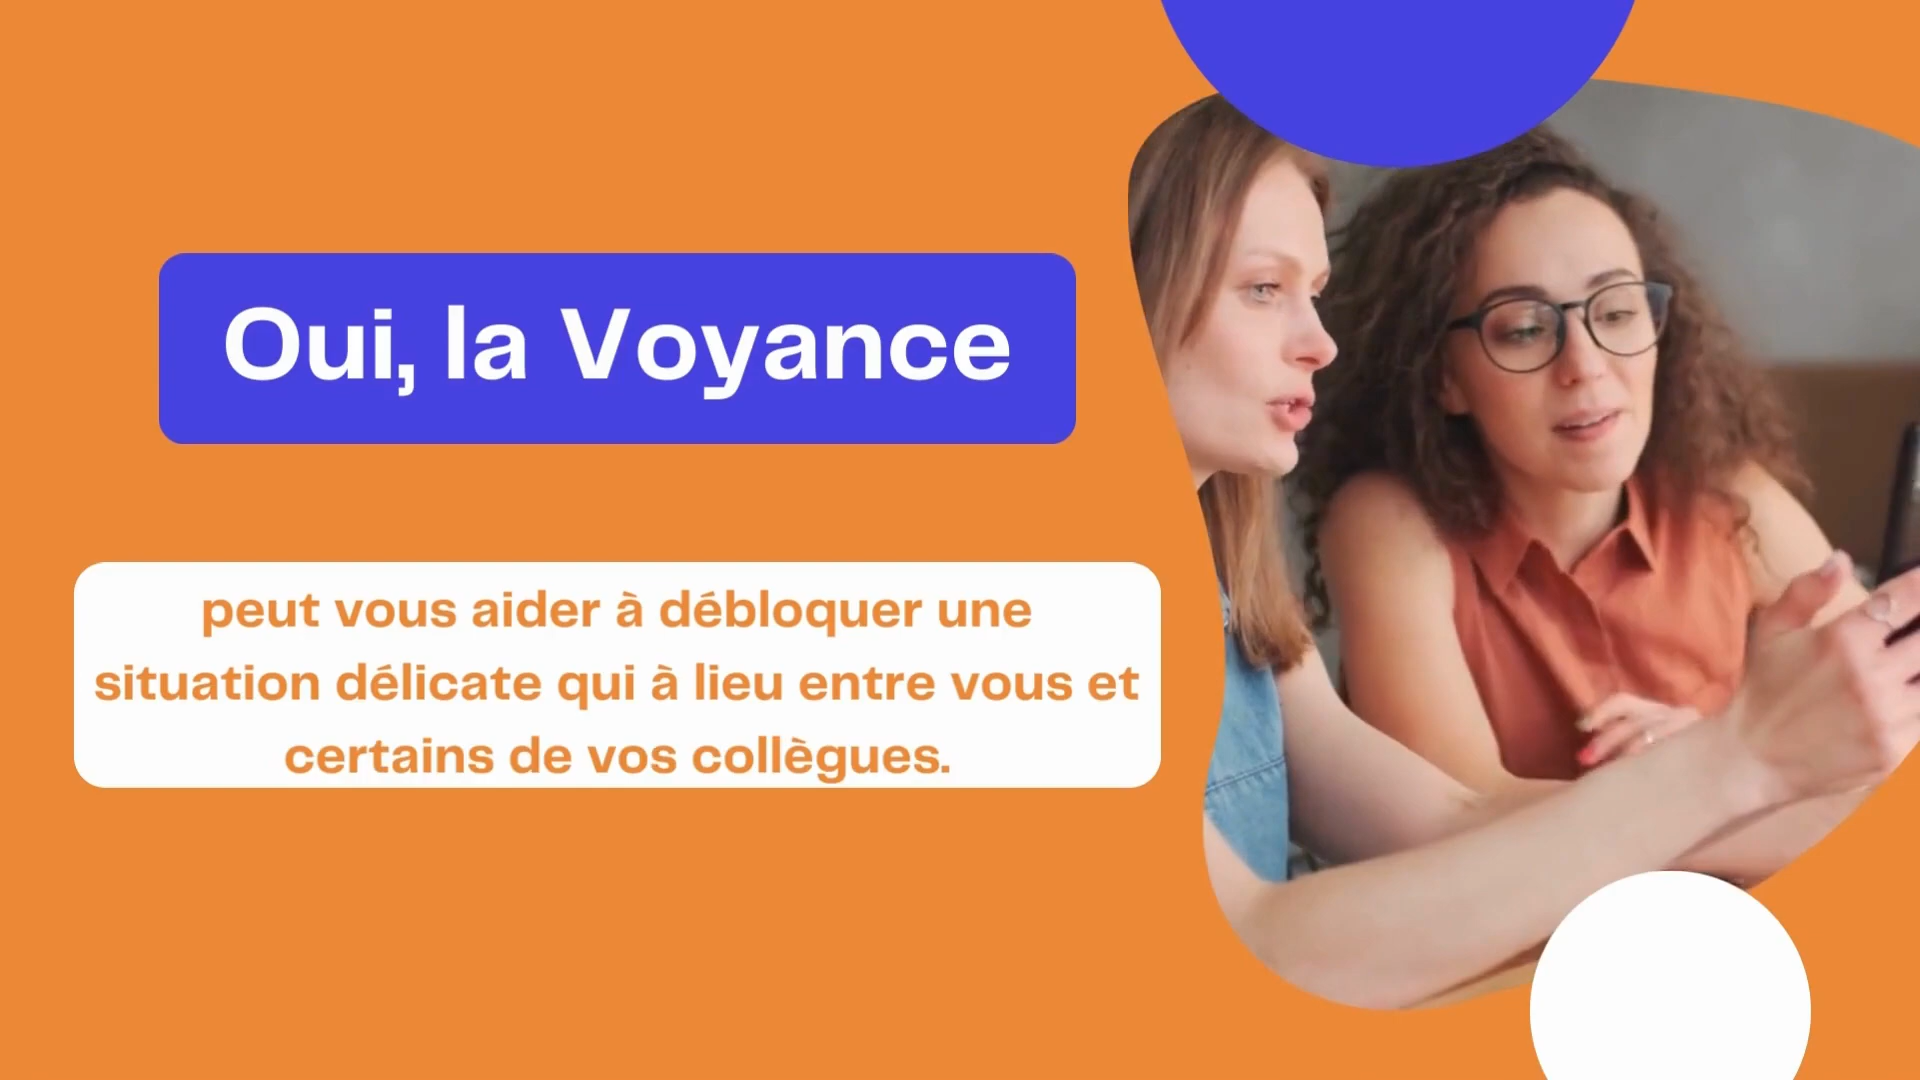 Oui, la Voyance
peut vous aider à débloquer une
situation délicate qui à lieu entre vous et
certains de vos collègues.